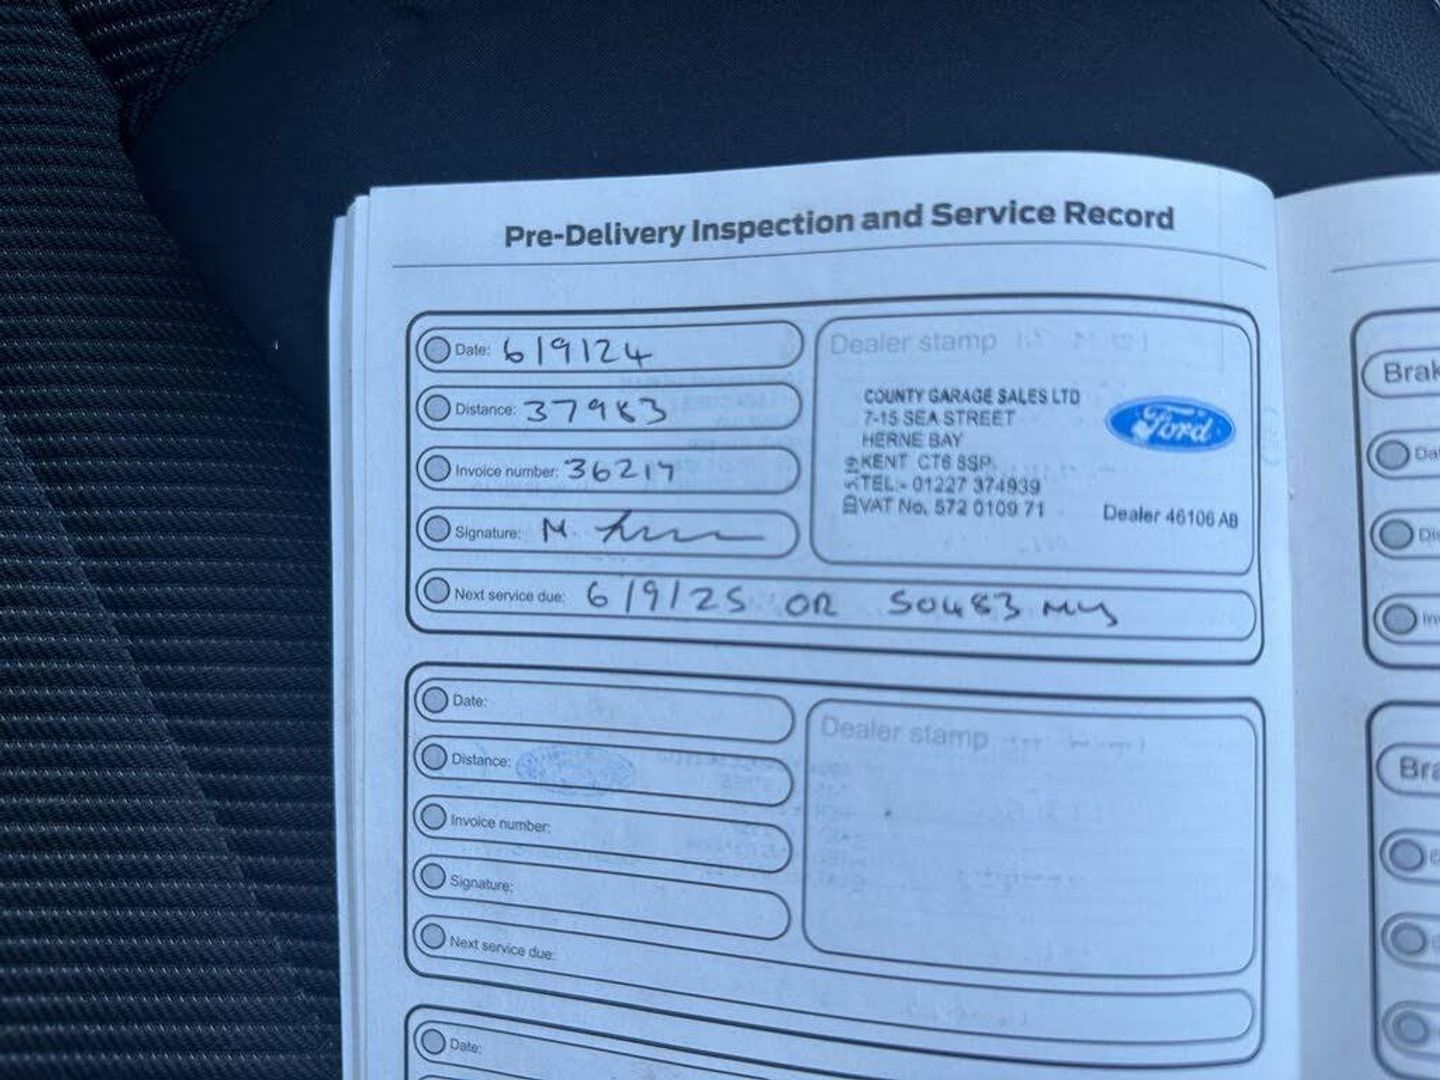 Pre-Delivery Inspection and Service Record
Date: 6/9/24
Distance: 37983
Invoice number: 36217
Signature: M.
Next service due: 6/9/25 OR 50483 MLS
Dealer stamp
COUNTY GARAGE SALES LTD
7-15 SEA STREET
HERNE BAY
KENT CT6 8SP
TEL - 01227 374939
VAT No. 572 0109 71
Ford
Dealer 46106 AB
Date:
Distance:
Invoice number:
Signature:
Next service due:
Dealer stamp
Date:
Brak
Dat
Dis
Inv
Bra